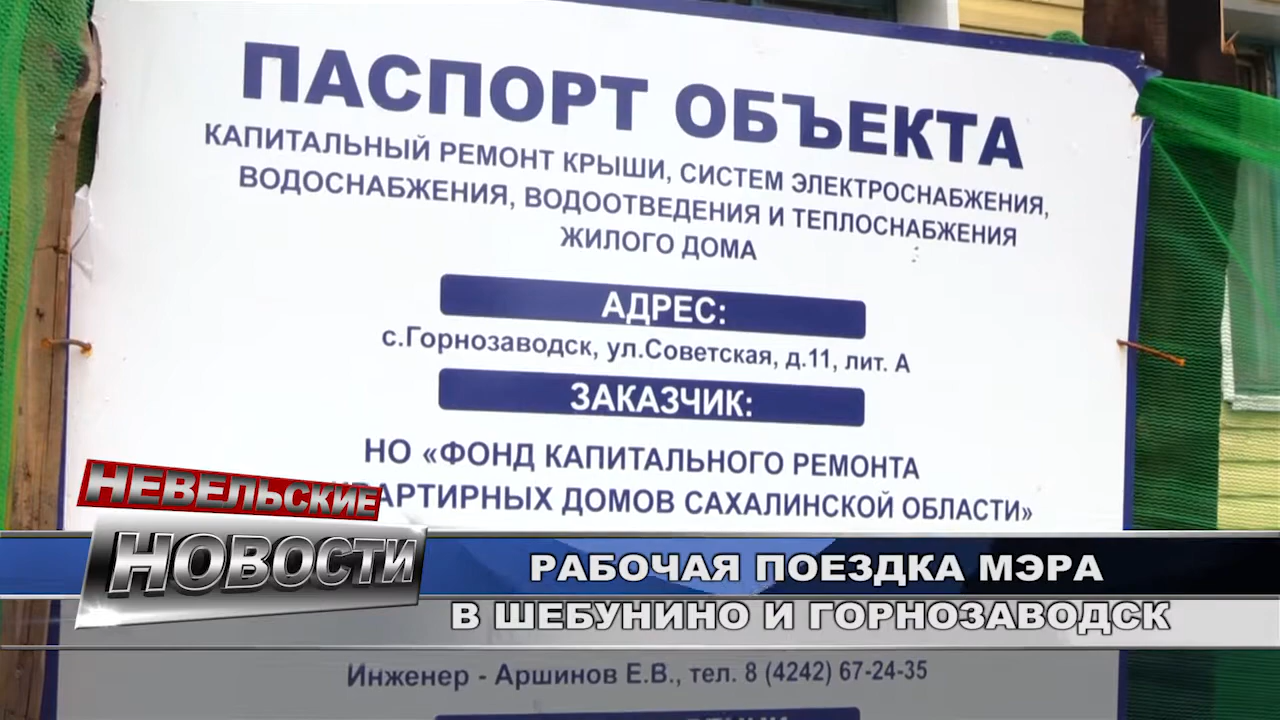 ПАСПОРТ ОБЪЕКТА
КАПИТАЛЬНЫЙ РЕМОНТ КРЫШИ, СИСТЕМ ЭЛЕКТРОСНАБЖЕНИЯ,
ВОДОСНАБЖЕНИЯ, ВОДООТВЕДЕНИЯ И ТЕПЛОСНАБЖЕНИЯ
ЖИЛОГО ДОМА
АДРЕС:
с.Горнозаводск, ул.Советская, д.11, лит. А
ЗАКАЗЧИК:
НО «ФОНД КАПИТАЛЬНОГО РЕМОНТА
ДОМОВ САХАЛИНСКОЙ ОБЛАСТИ»
НЕВЕЛЬСКИЕ
НОВОСТИ
РАБОЧАЯ ПОЕЗДКА МЭРА
В ШЕБУНИНО И ГОРНОЗАВОДСК
Инженер - Аршинов Е.В., тел. 8 (4242) 67-24-35